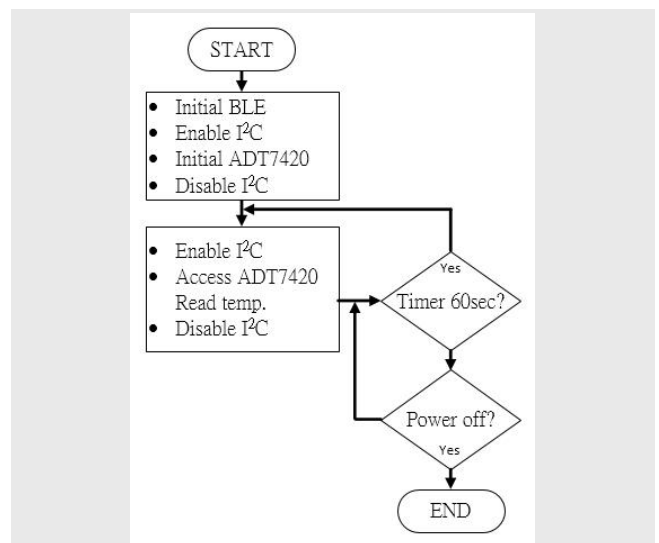 START
• Initial BLE
• Enable I²C
• Initial ADT7420
• Disable I²C
• Enable I²C
• Access ADT7420
Read temp.
• Disable I²C
Yes
Timer 60sec?
Power off?
Yes
END